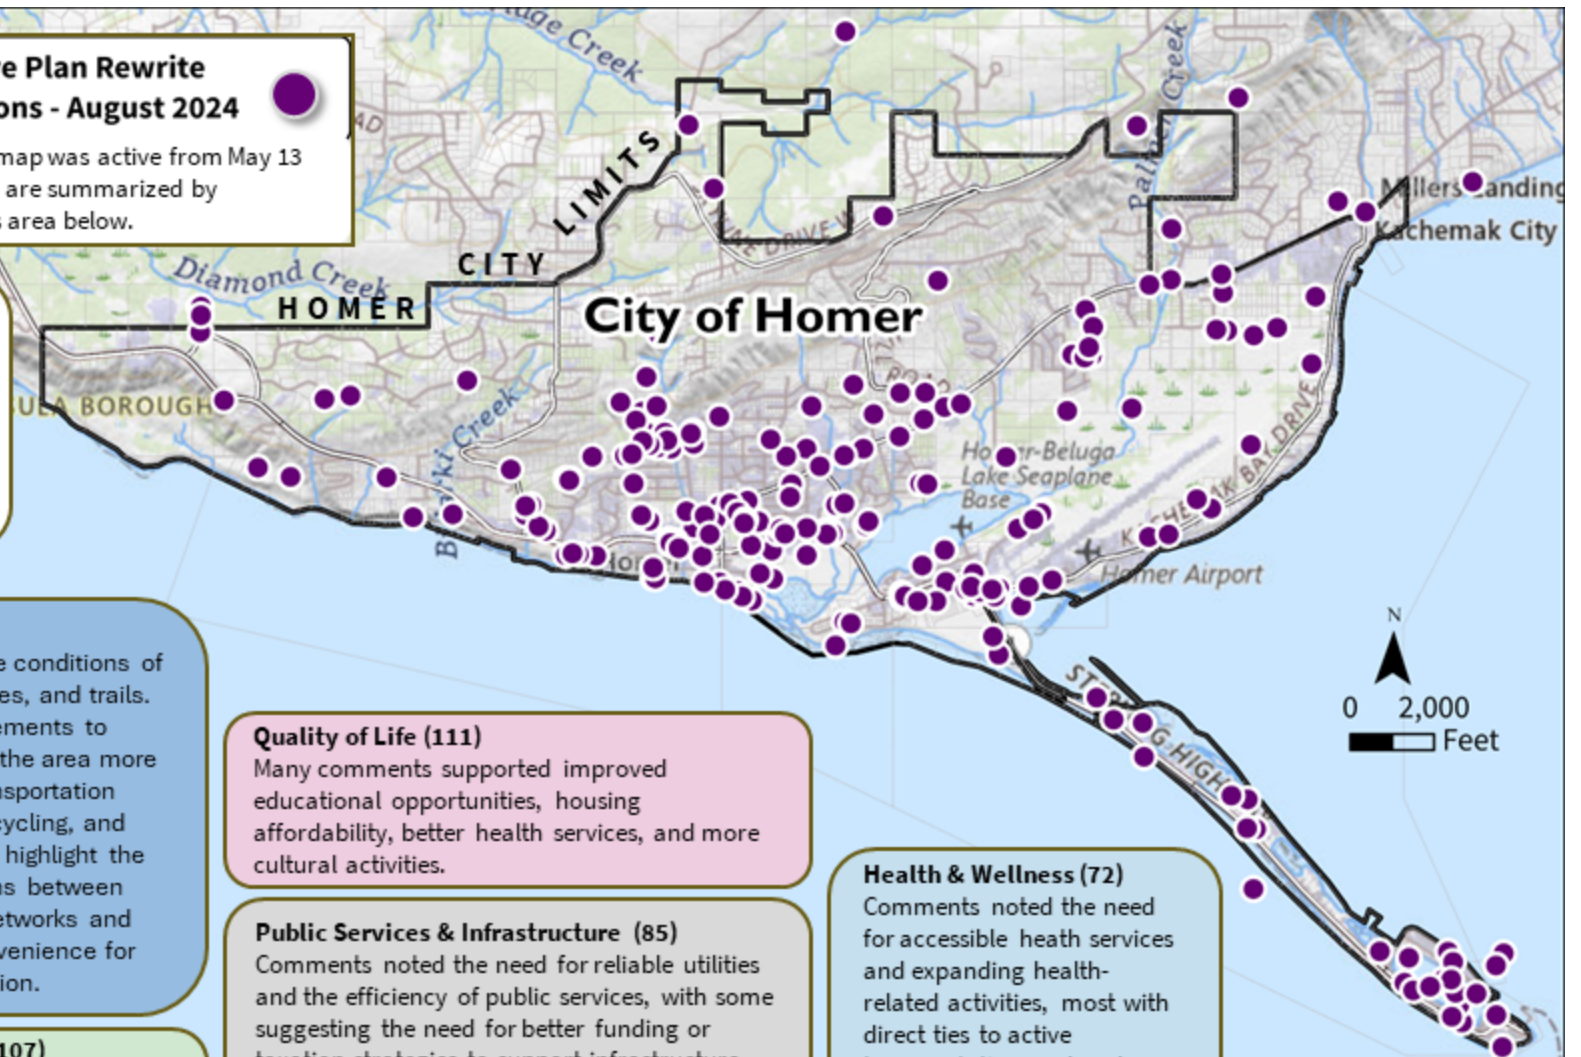 e Plan Rewrite
ons - August 2024
map was active from May 13
are summarized by
s area below.
Creek
Diamond Creek
HOMER CITY LIMITS
City of Homer
Creek
Kachemak City
ROAD
BOROUGH
Creek
Lake Seaplane
Base
BAY DRIVE
Homer Airport
N
0 2,000
Feet
e conditions of
es, and trails.
ements to
the area more
nsportation
cycling, and
highlight the
ns between
etworks and
venience for
ion.
107)
Quality of Life (111)
Many comments supported improved
educational opportunities, housing
affordability, better health services, and more
cultural activities.
Public Services & Infrastructure (85)
Comments noted the need for reliable utilities
and the efficiency of public services, with some
suggesting the need for better funding or
Health & Wellness (72)
Comments noted the need
for accessible heath services
and expanding health-
related activities, most with
direct ties to active